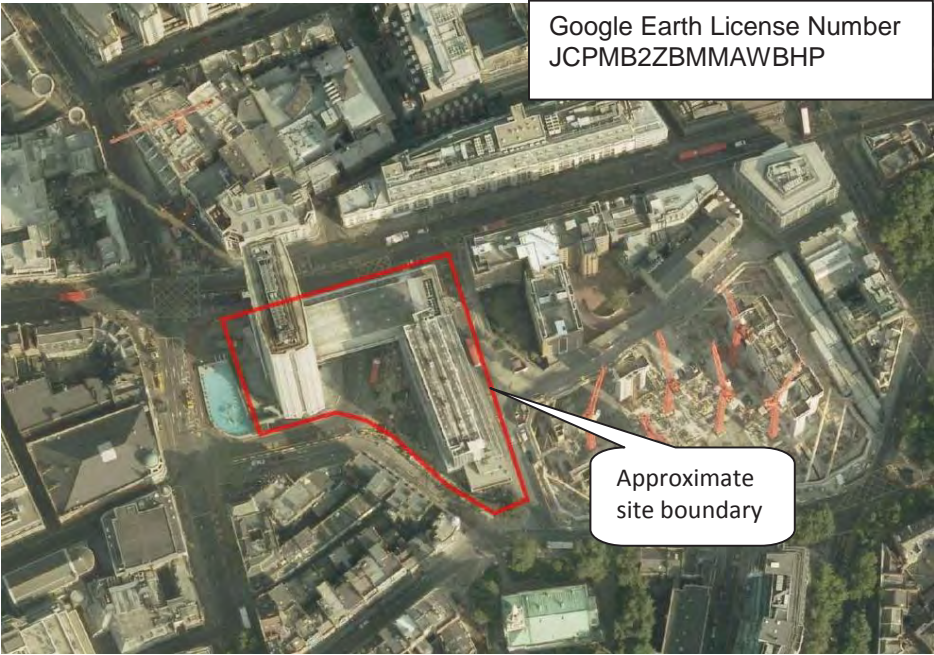 Google Earth License Number
JCPMB2ZBMMAWBHP
Approximate
site boundary